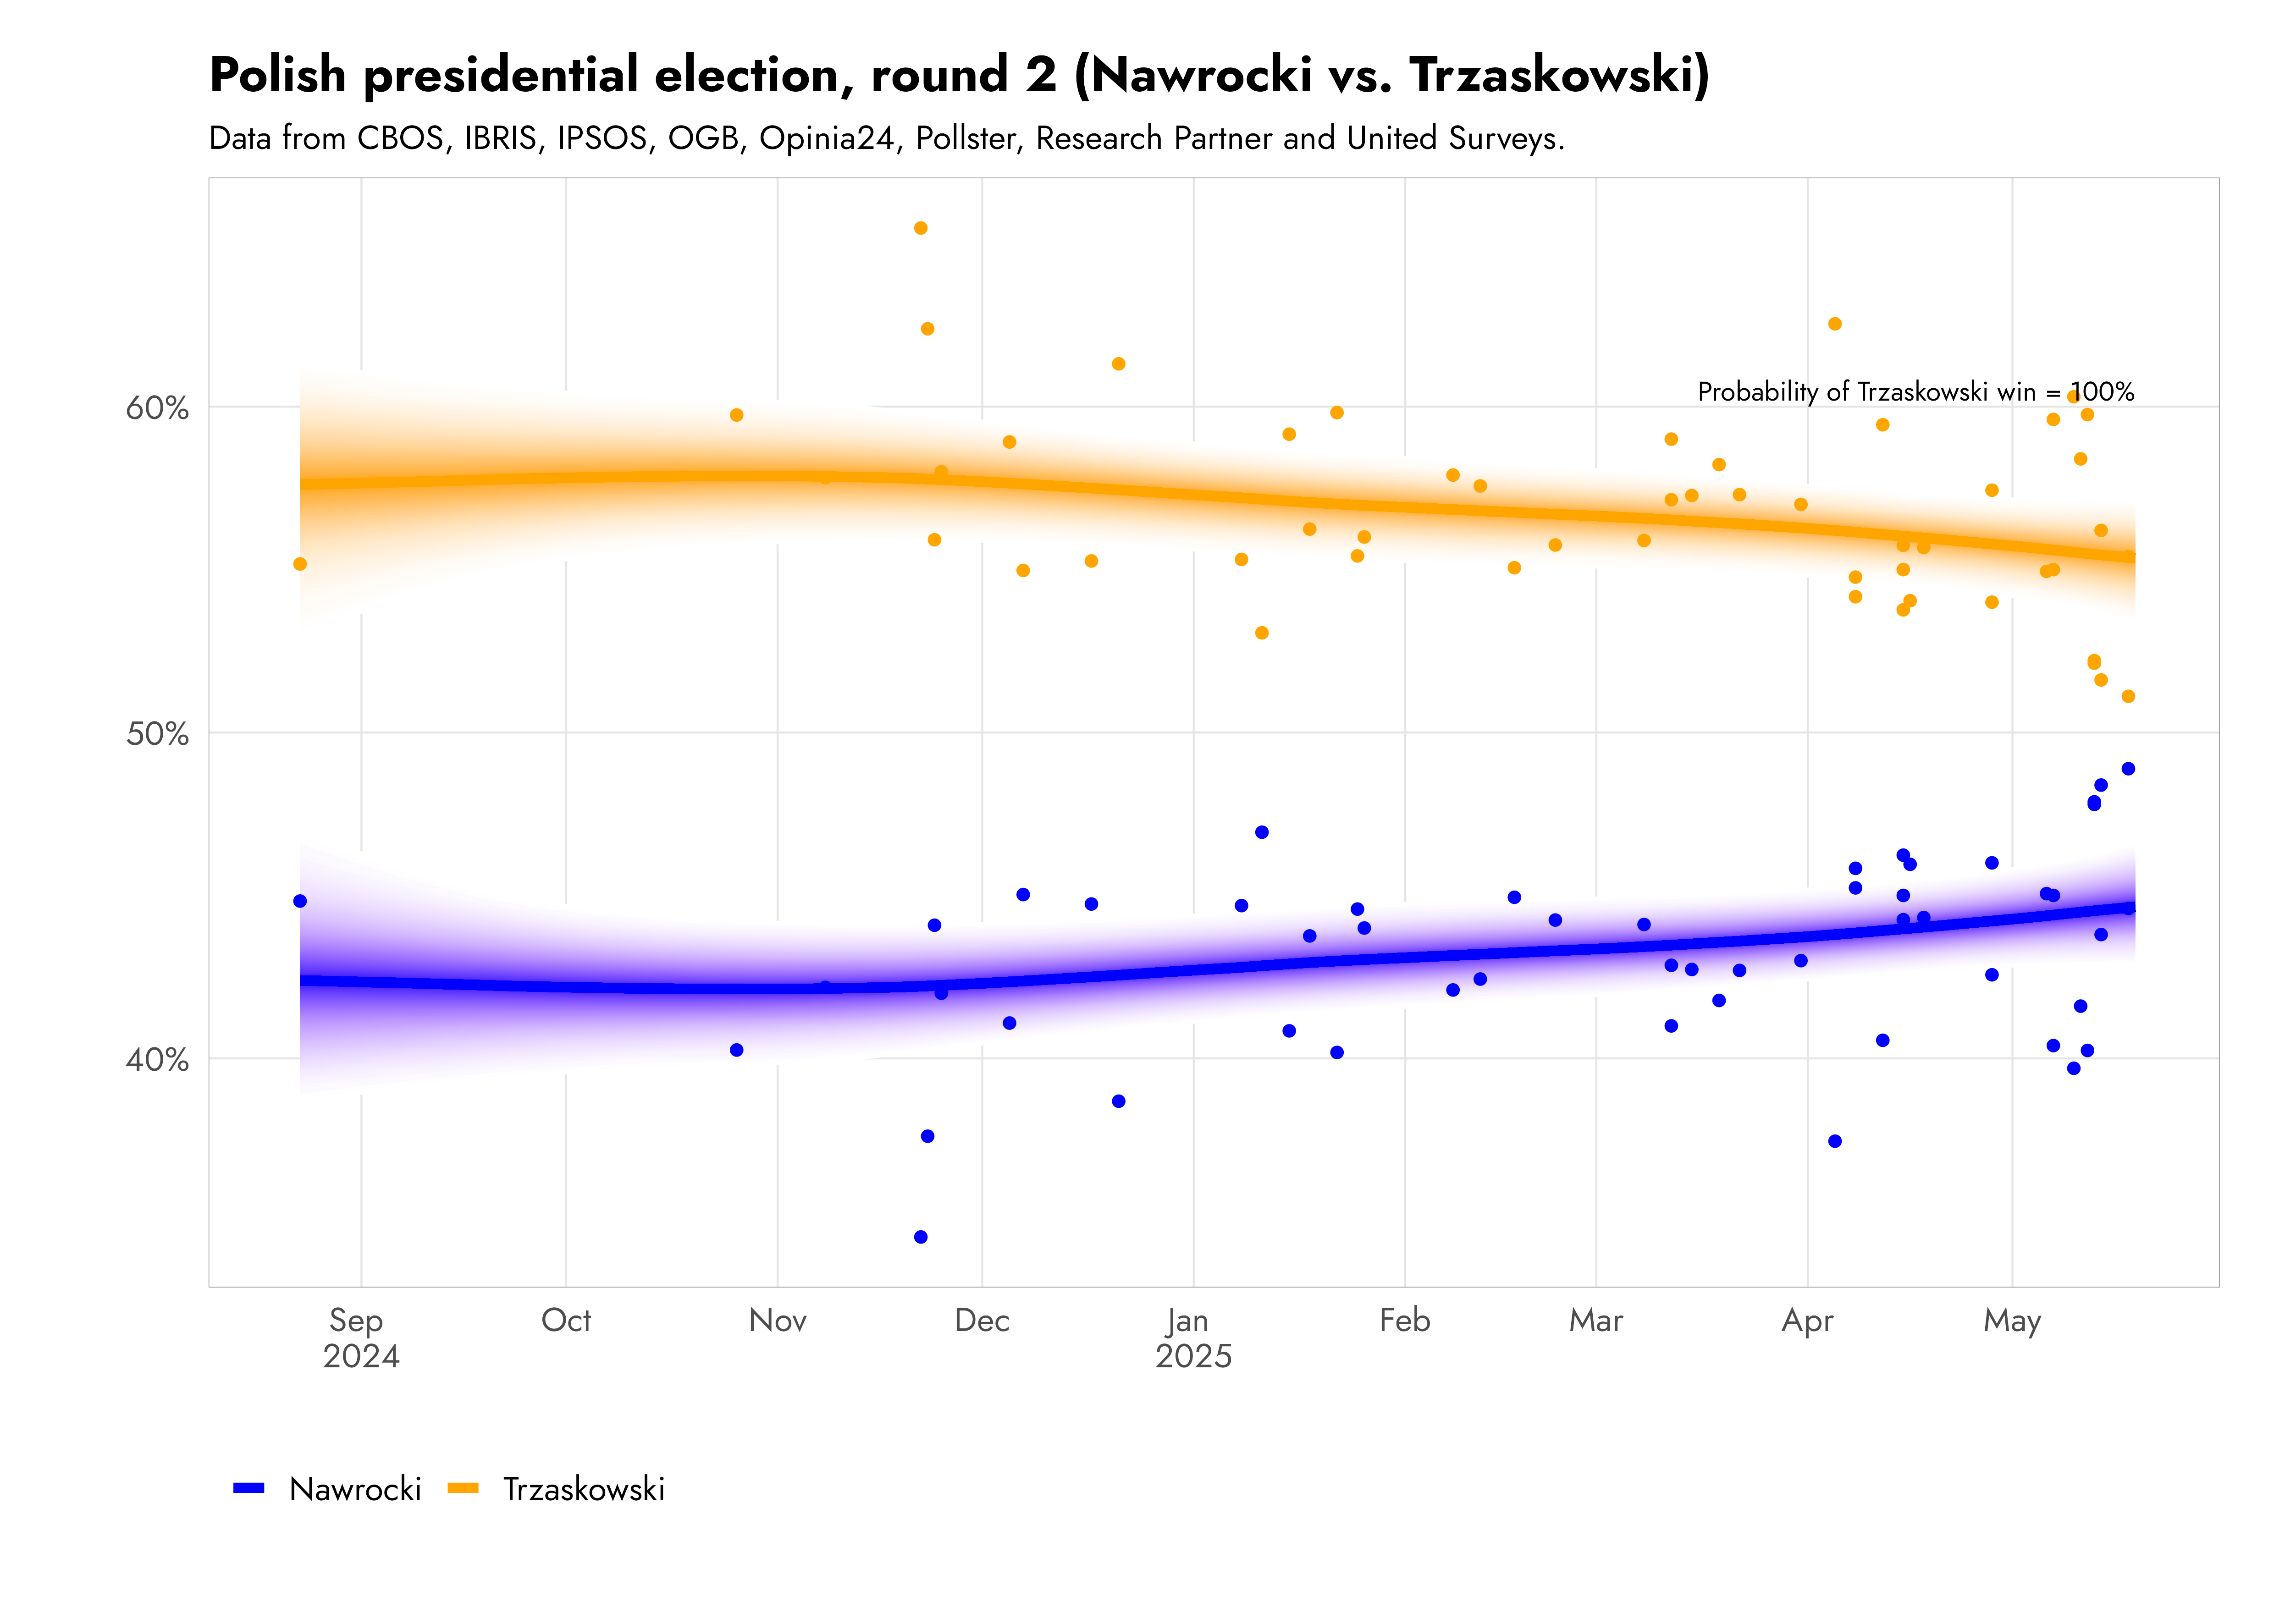 Polish presidential election, round 2 (Nawrocki vs. Trzaskowski)
Data from CBOS, IBRIS, IPSOS, OGB, Opinia24, Pollster, Research Partner and United Surveys.
Probability of Trzaskowski win = 100%
60%
50%
40%
Sep Oct Nov Dec Jan Feb Mar Apr May
2024 2025
Nawrocki Trzaskowski